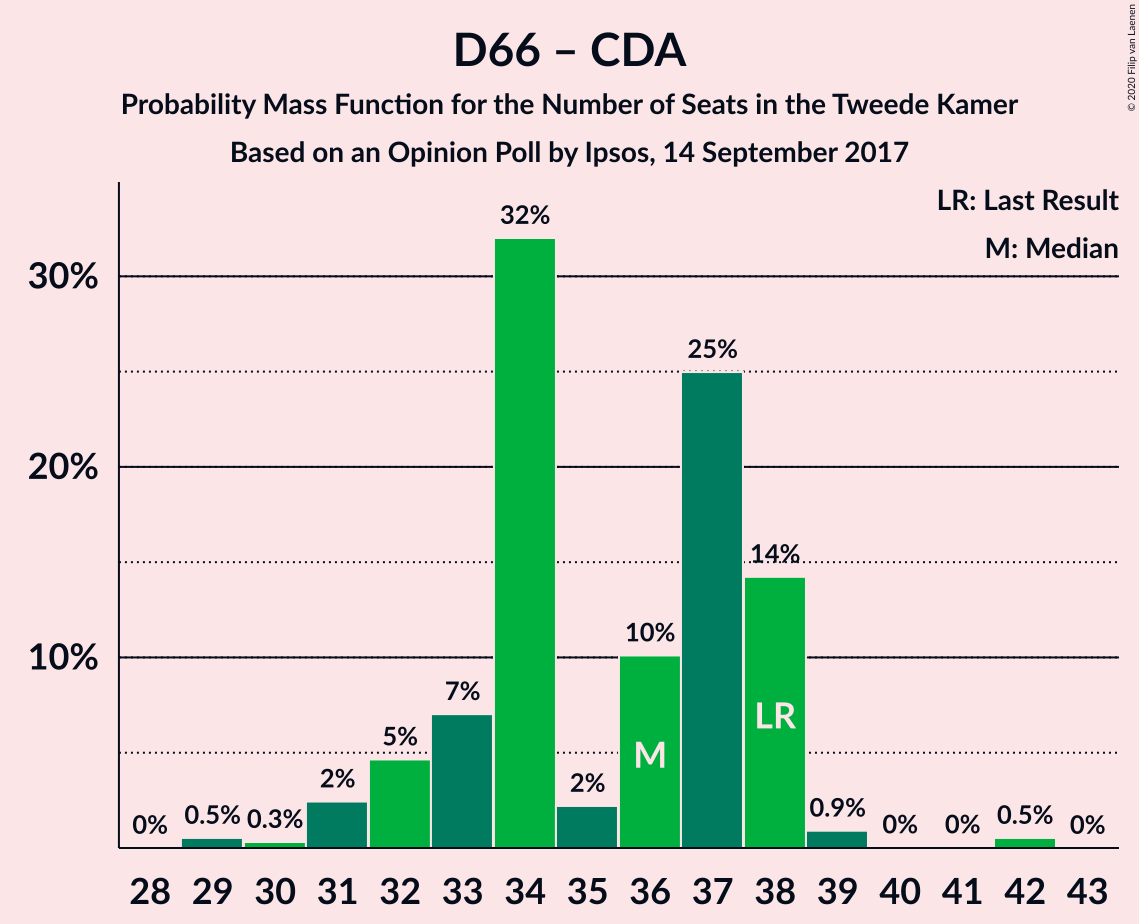 D66 – CDA
Probability Mass Function for the Number of Seats in the Tweede Kamer
Based on an Opinion Poll by Ipsos, 14 September 2017
© 2020 Filip van Laenen
LR: Last Result
M: Median
30%
20%
10%
0%
0.5%
0.3%
2%
5%
7%
32%
2%
10%
25%
14%
0.9%
0%
0%
0.5%
0%
M
LR
28 29 30 31 32 33 34 35 36 37 38 39 40 41 42 43